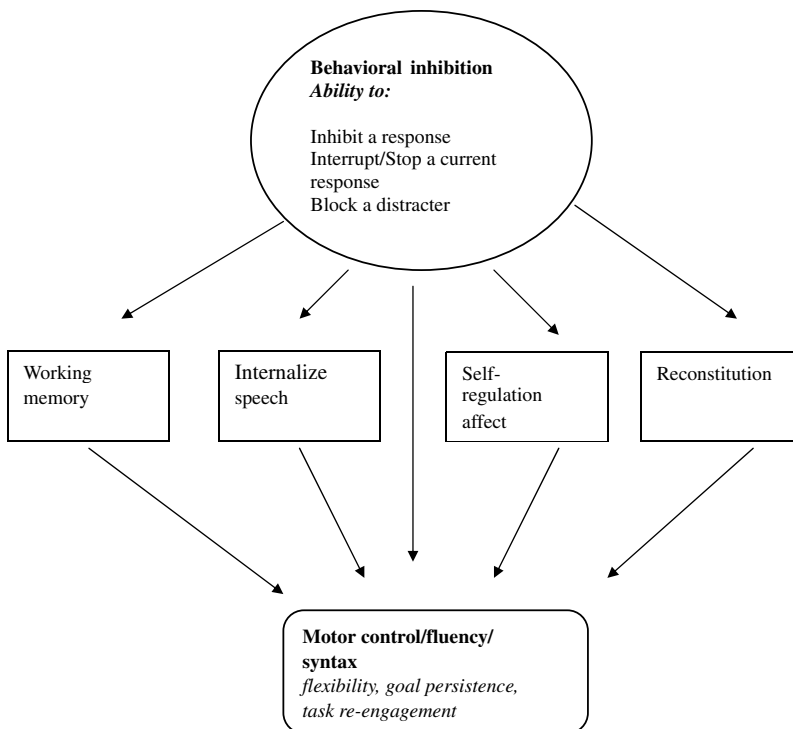 Behavioral inhibition
Ability to:
Inhibit a response
Interrupt/Stop a current
response
Block a distracter
Working
memory
Internalize
speech
Self-
regulation
affect
Reconstitution
Motor control/fluency/
syntax
flexibility, goal persistence,
task re-engagement